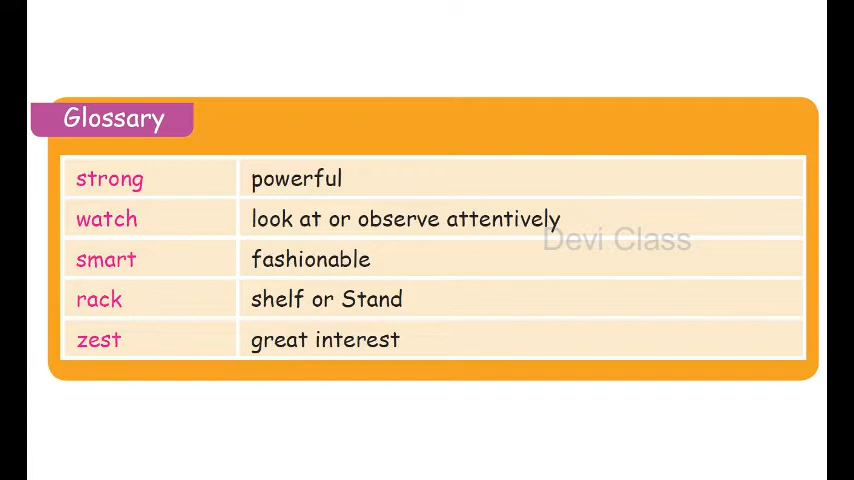 Glossary
strong powerful
watch look at or observe attentively
Devi Class
smart fashionable
rack shelf or Stand
zest great interest